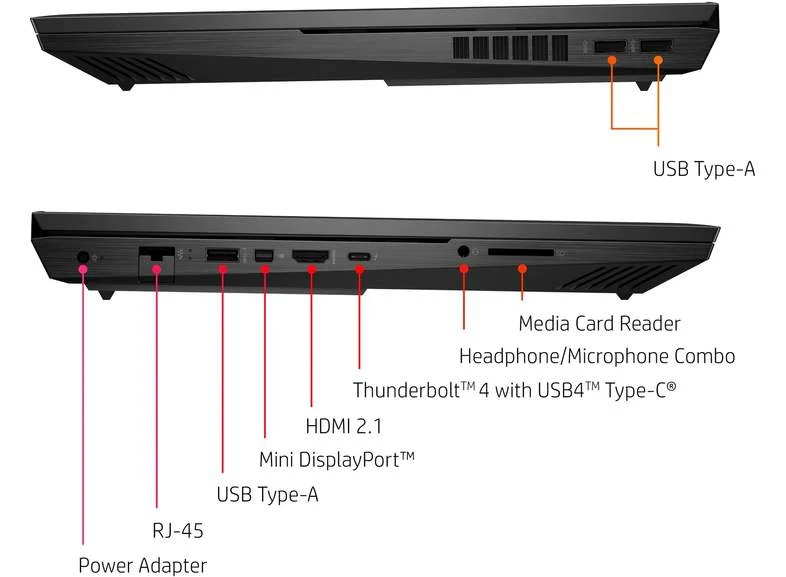 USB Type-A
Media Card Reader
Headphone/Microphone Combo
Thunderbolt™ 4 with USB4™ Type-C®
HDMI 2.1
Mini DisplayPort™
USB Type-A
RJ-45
Power Adapter